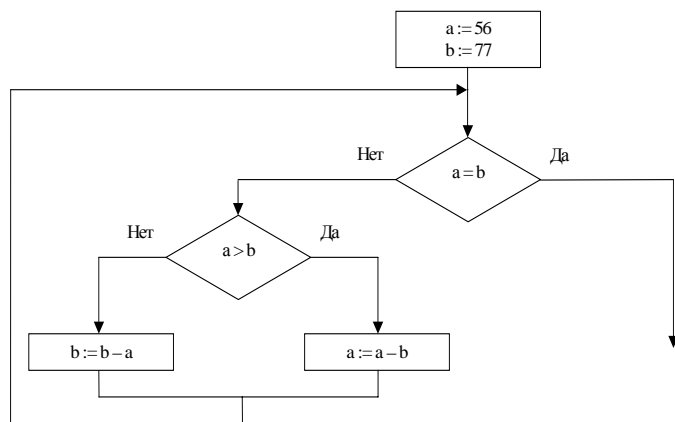 a := 56
b := 77
Нет
Да
a = b
Нет
Да
a > b
b := b – a
a := a – b